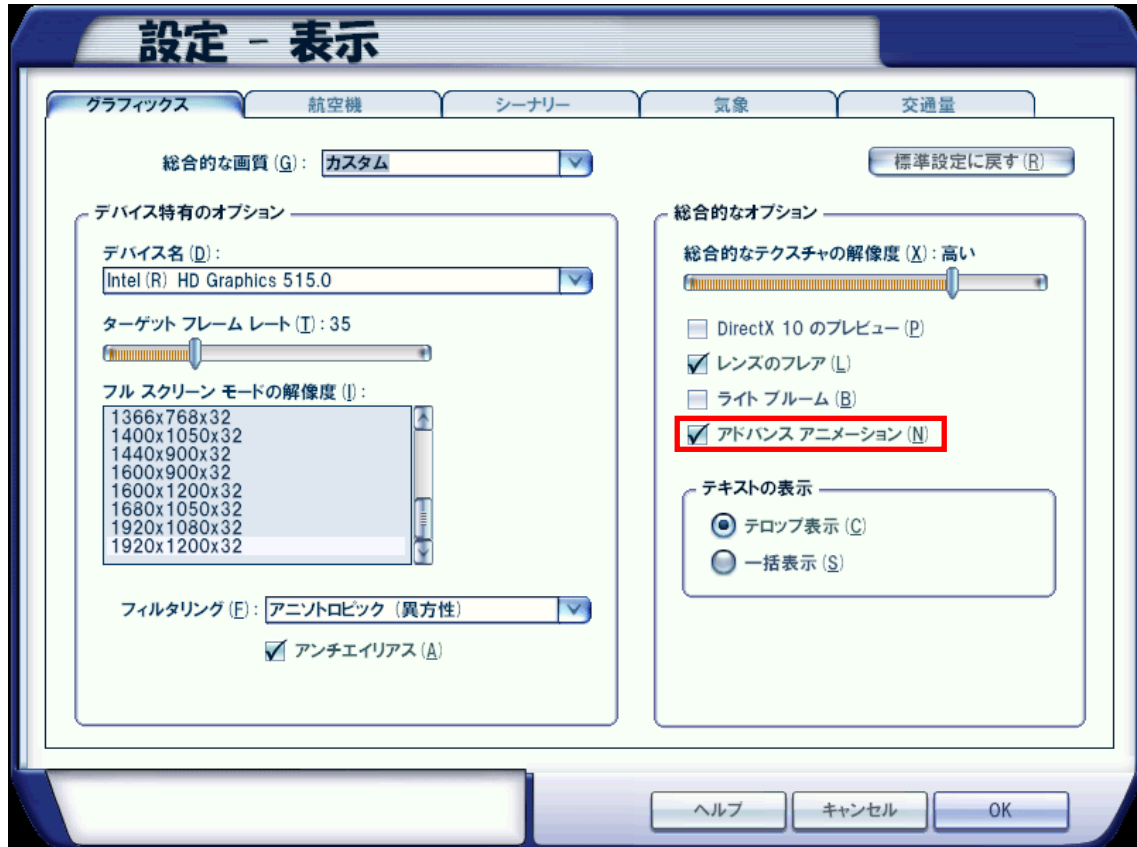 設定 - 表示
グラフィックス
航空機
シーナリー
気象
交通量
総合的な画質(G): カスタム
標準設定に戻す(R)
デバイス特有のオプション
デバイス名(D):
Intel(R) HD Graphics 515.0
ターゲット フレーム レート(T): 35
フル スクリーン モードの解像度(I):
1366x768x32
1400x1050x32
1440x900x32
1600x900x32
1600x1200x32
1680x1050x32
1920x1080x32
1920x1200x32
フィルタリング(F): アニソトロピック (異方性)
アンチエイリアス(A)
総合的なオプション
総合的なテクスチャの解像度(X): 高い
DirectX 10 のプレビュー(P)
レンズのフレア(L)
ライト ブルーム(B)
アドバンス アニメーション(N)
テキストの表示
テロップ表示(C)
一括表示(S)
ヘルプ
キャンセル
OK